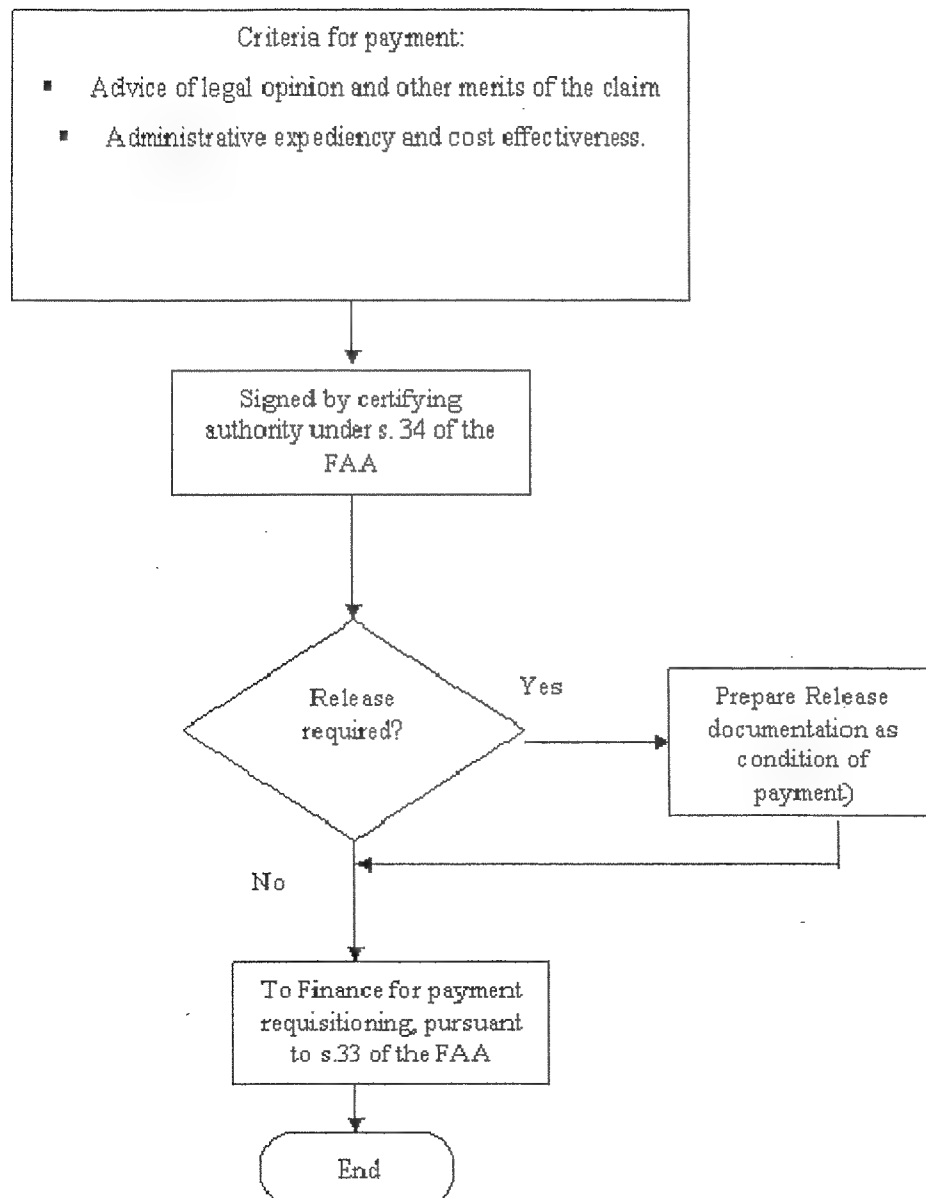 Criteria for payment:
▪ Advice of legal opinion and other merits of the claim
▪ Administrative expediency and cost effectiveness.
Signed by certifying
authority under s. 34 of the
FAA
Release
required?
Yes
Prepare Release
documentation as
condition of
payment)
No
To Finance for payment
requisitioning, pursuant
to s.33 of the FAA
End